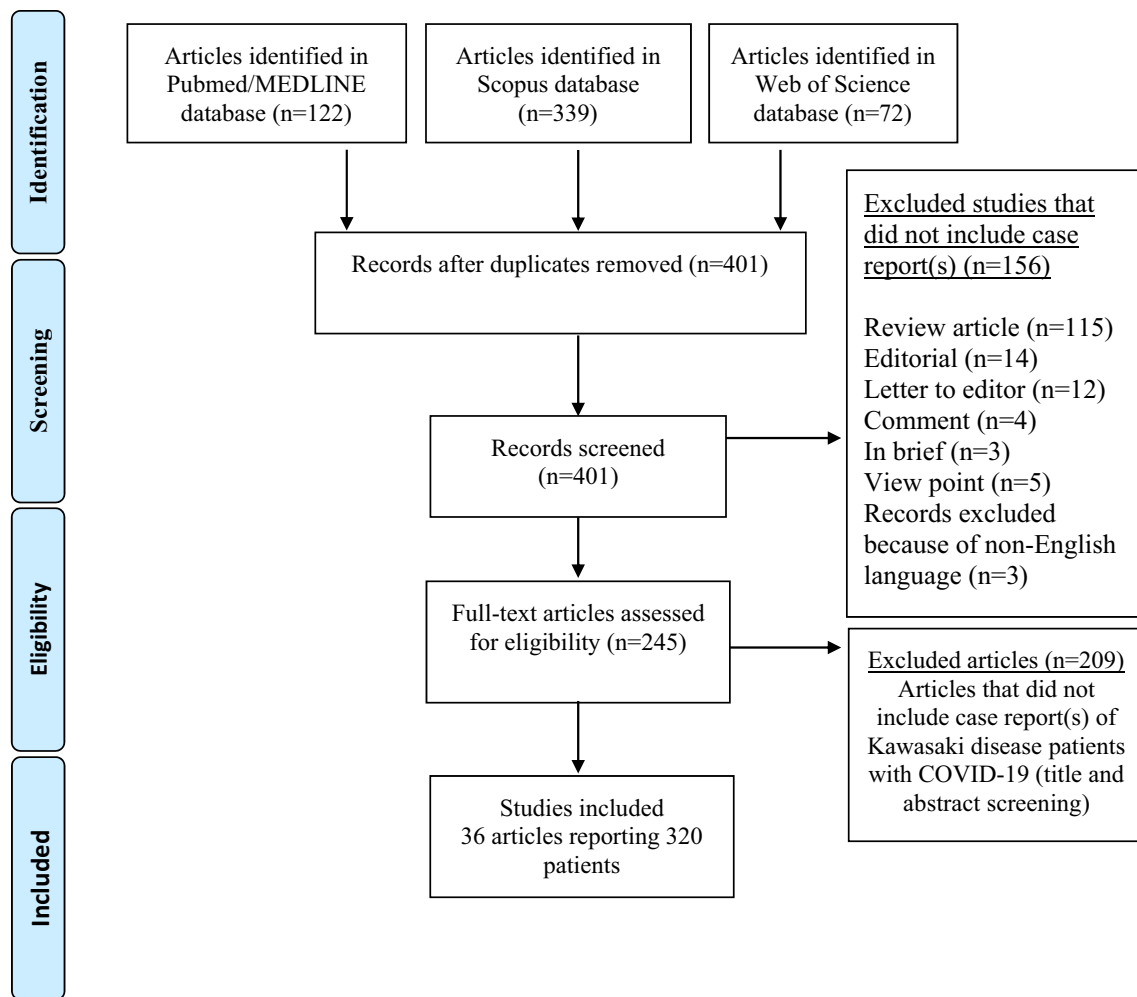 Identification
Articles identified in
Pubmed/MEDLINE
database (n=122)
Articles identified in
Scopus database
(n=339)
Articles identified in
Web of Science
database (n=72)
Records after duplicates removed (n=401)
Screening
Records screened
(n=401)
Excluded studies that
did not include case
report(s) (n=156)
Review article (n=115)
Editorial (n=14)
Letter to editor (n=12)
Comment (n=4)
In brief (n=3)
View point (n=5)
Records excluded
because of non-English
language (n=3)
Eligibility
Full-text articles assessed
for eligibility (n=245)
Excluded articles (n=209)
Articles that did not
include case report(s) of
Kawasaki disease patients
with COVID-19 (title and
abstract screening)
Included
Studies included
36 articles reporting 320
patients